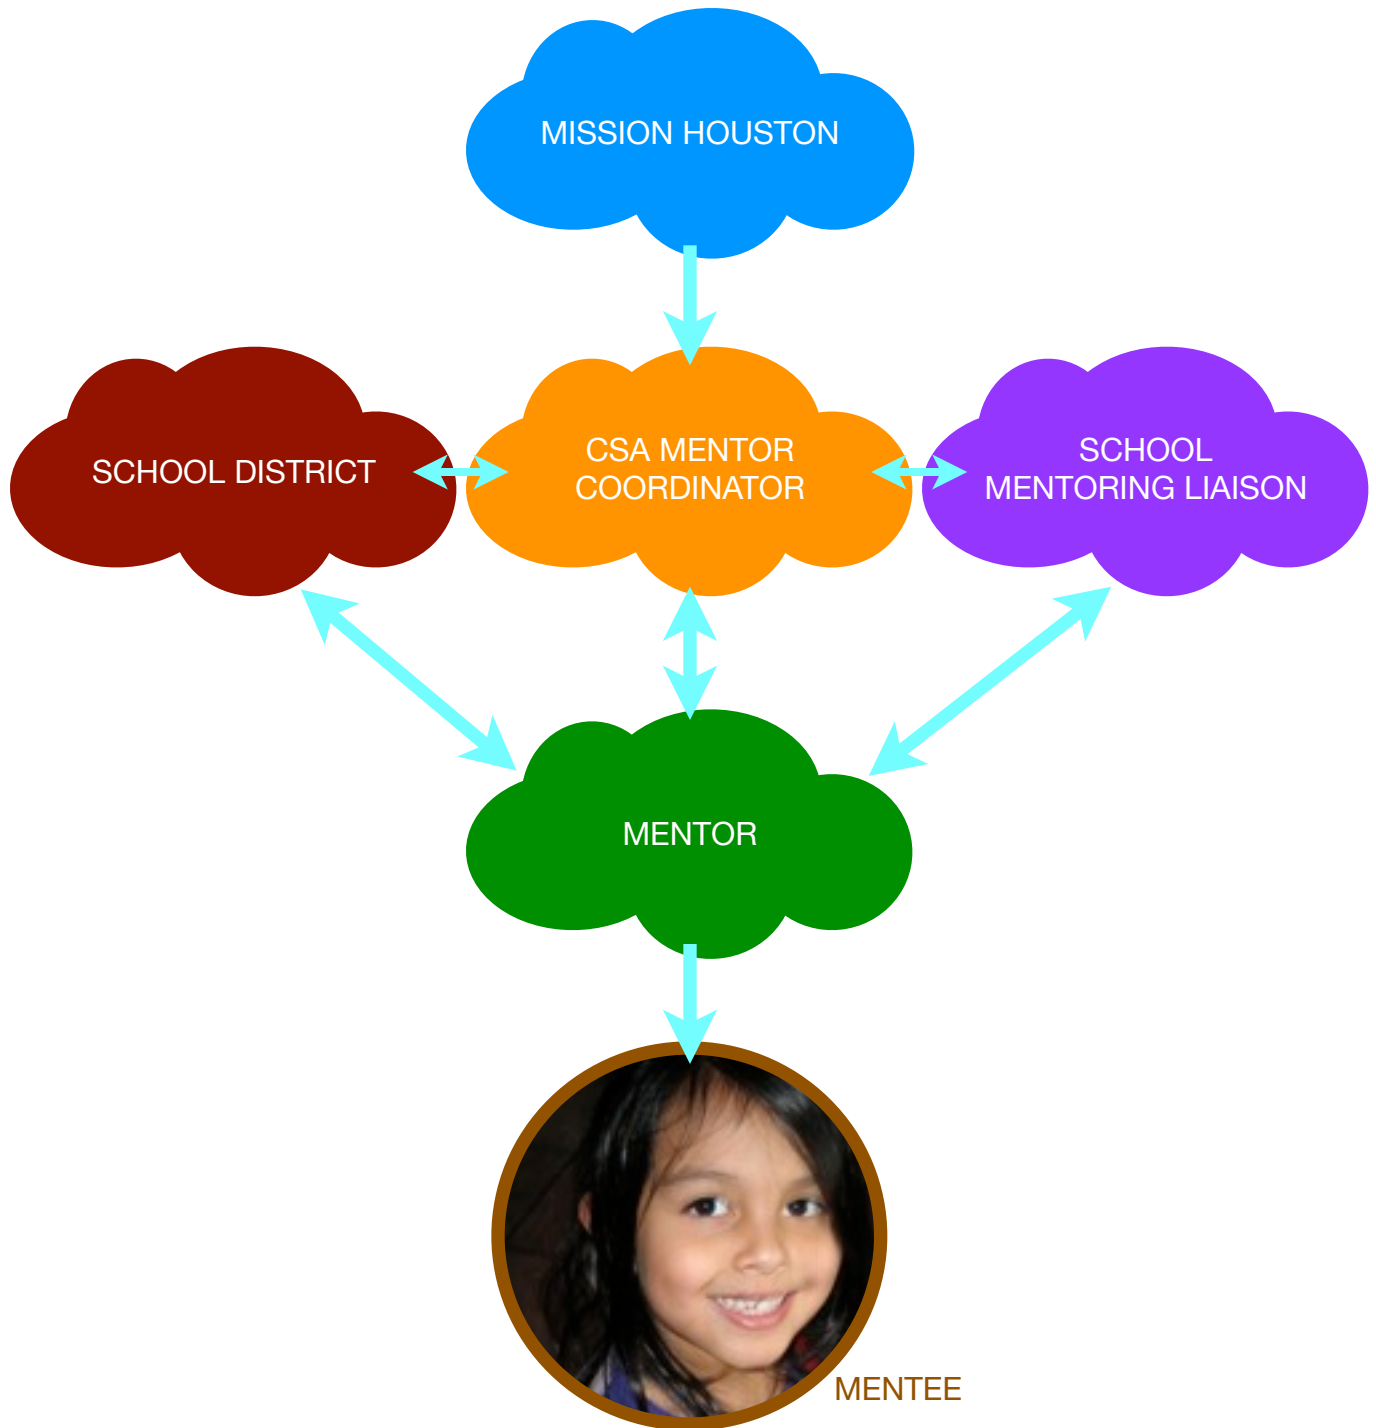 MISSION HOUSTON
SCHOOL DISTRICT
CSA MENTOR
COORDINATOR
SCHOOL
MENTORING LIAISON
MENTOR
MENTEE